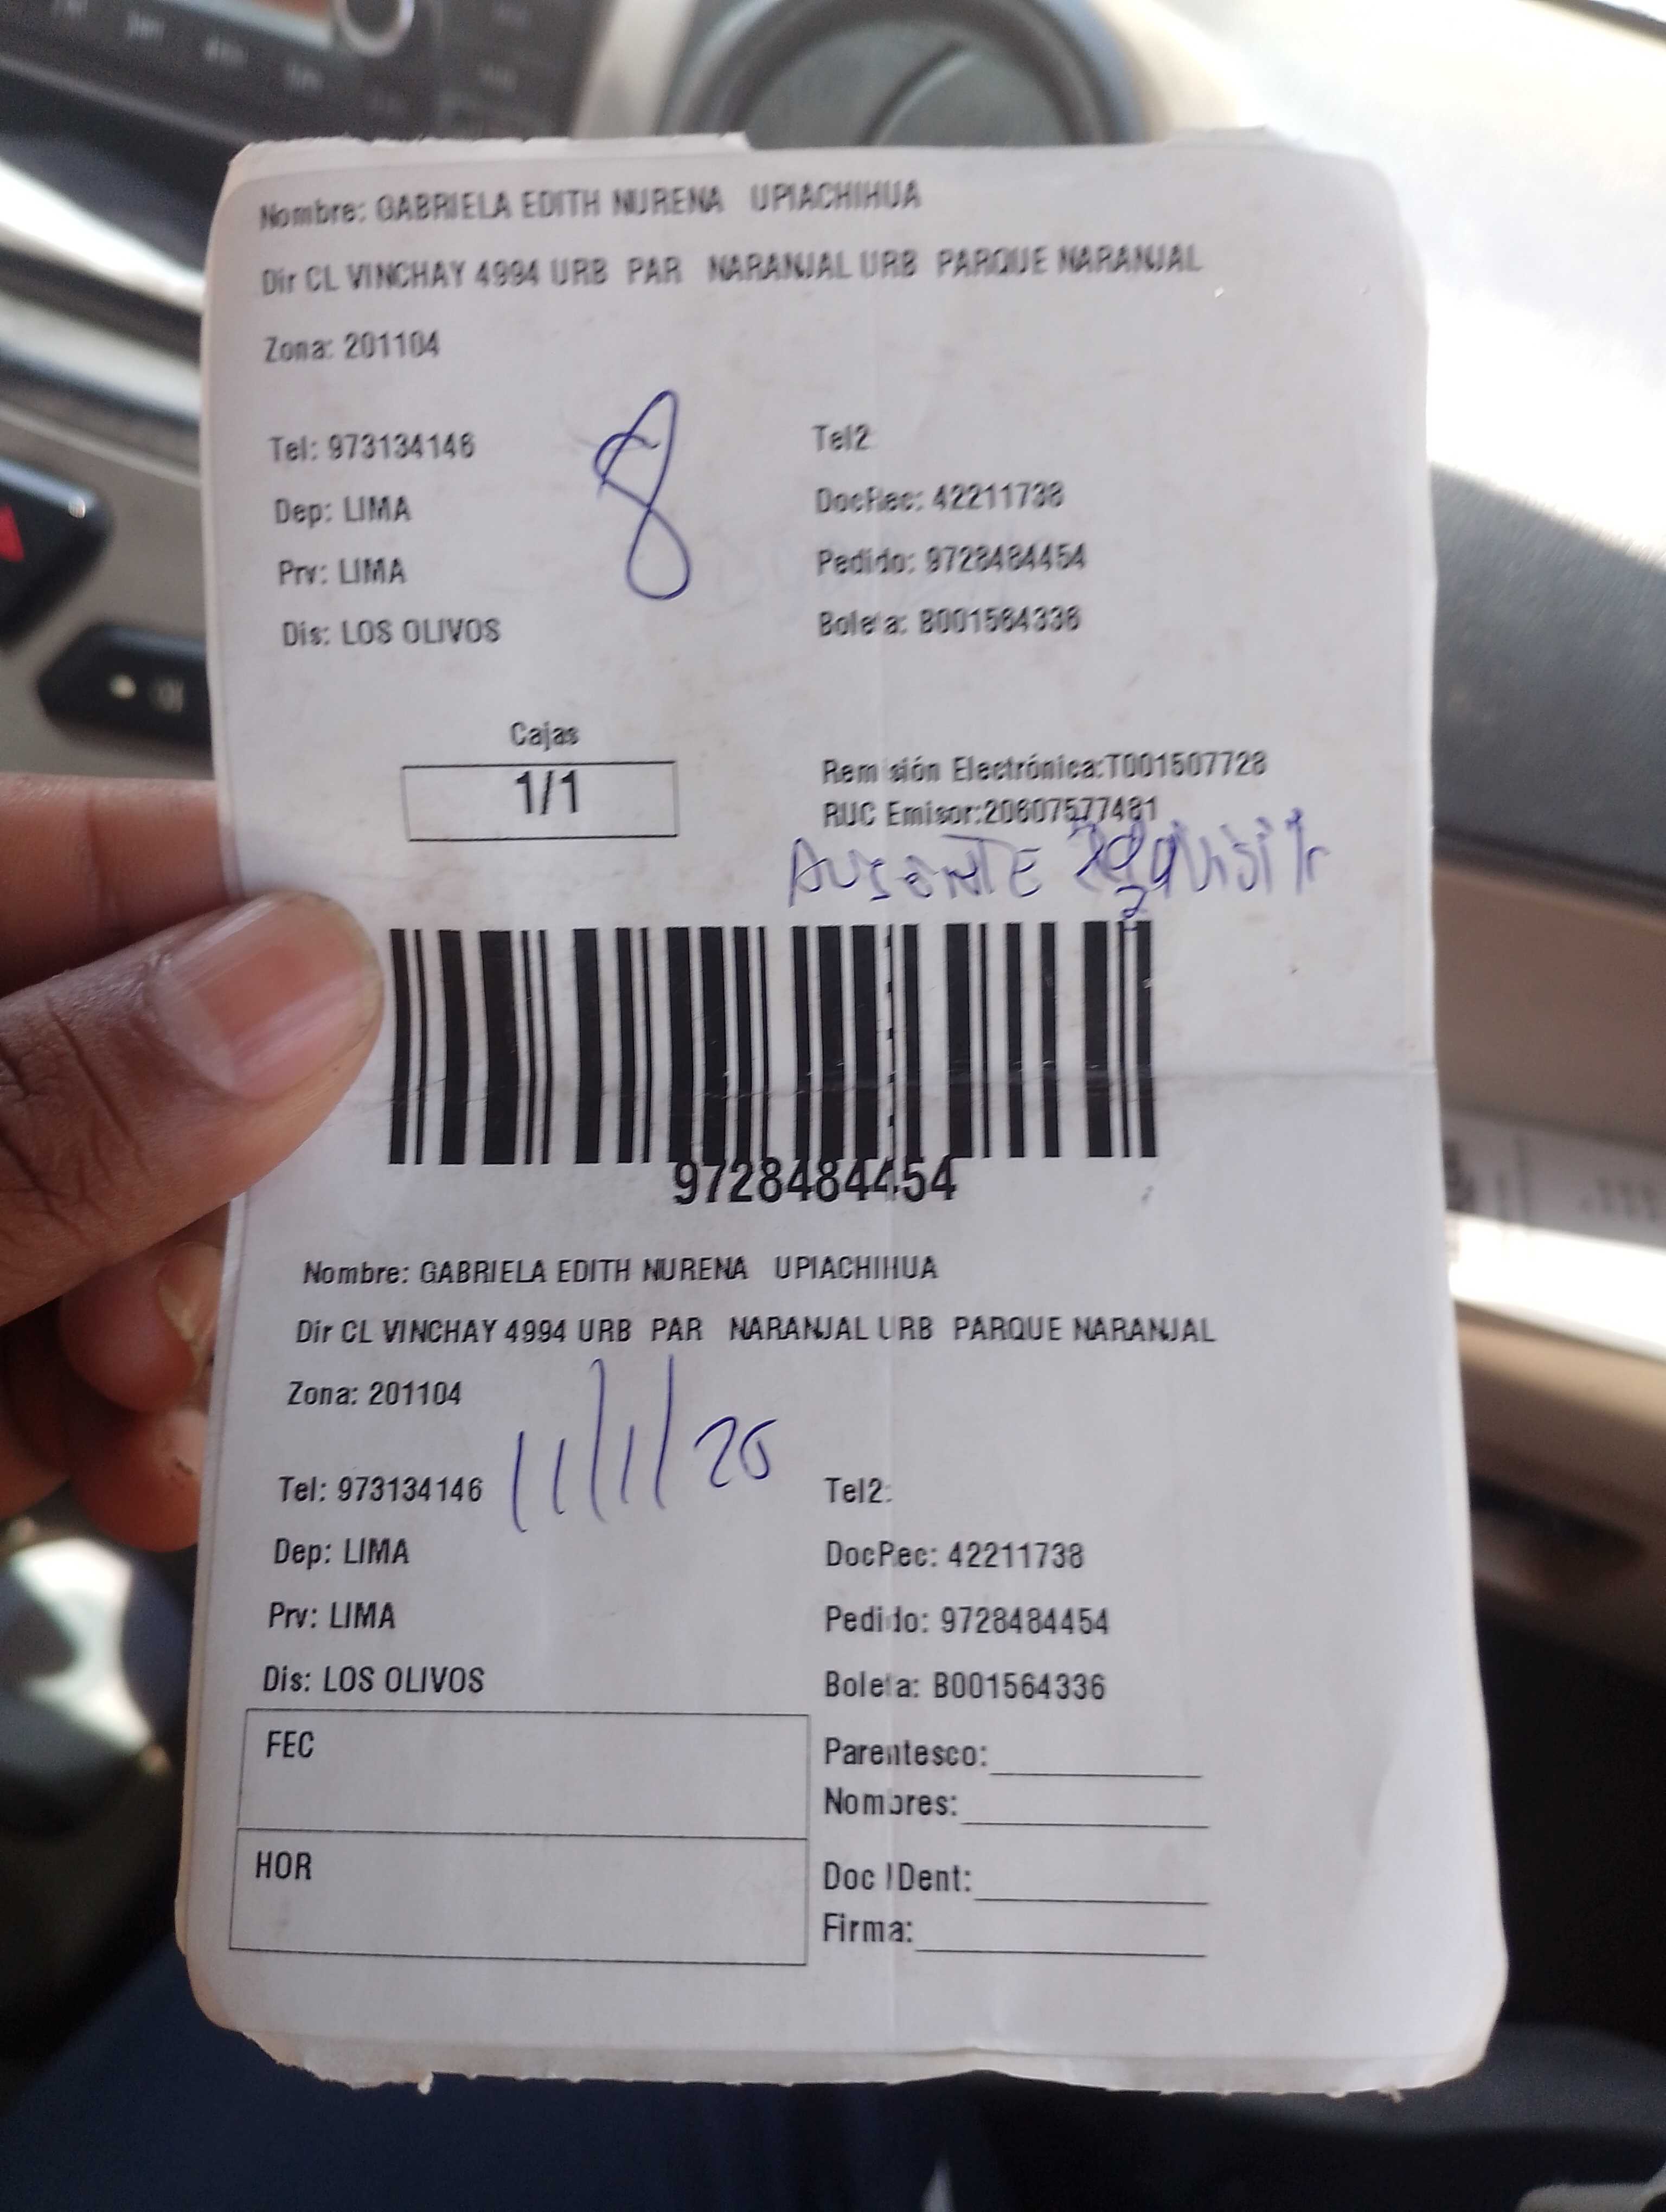 Nombre: GABRIELA EDITH NURENA UPIACHIHUA
Dir CL VINCHAY 4994 URB PAR NARANJAL URB PARQUE NARANJAL
Zona: 201104
8
Tel: 973134146 Tel2:
Dep: LIMA DocRec: 42211738
Prv: LIMA Pedido: 9728484454
Dis: LOS OLIVOS Boleta: B001564336
Cajas
1/1
Remisión Electrónica:T001507728
RUC Emisor:20607577481
AUSENTE
9728484454
Nombre: GABRIELA EDITH NURENA UPIACHIHUA
Dir CL VINCHAY 4994 URB PAR NARANJAL URB PARQUE NARANJAL
Zona: 201104
Tel: 973134146 Tel2:
Dep: LIMA DocRec: 42211738
Prv: LIMA Pedido: 9728484454
Dis: LOS OLIVOS Boleta: B001564336
FEC Parentesco:
Nombres:
HOR Doc IDent:
Firma: